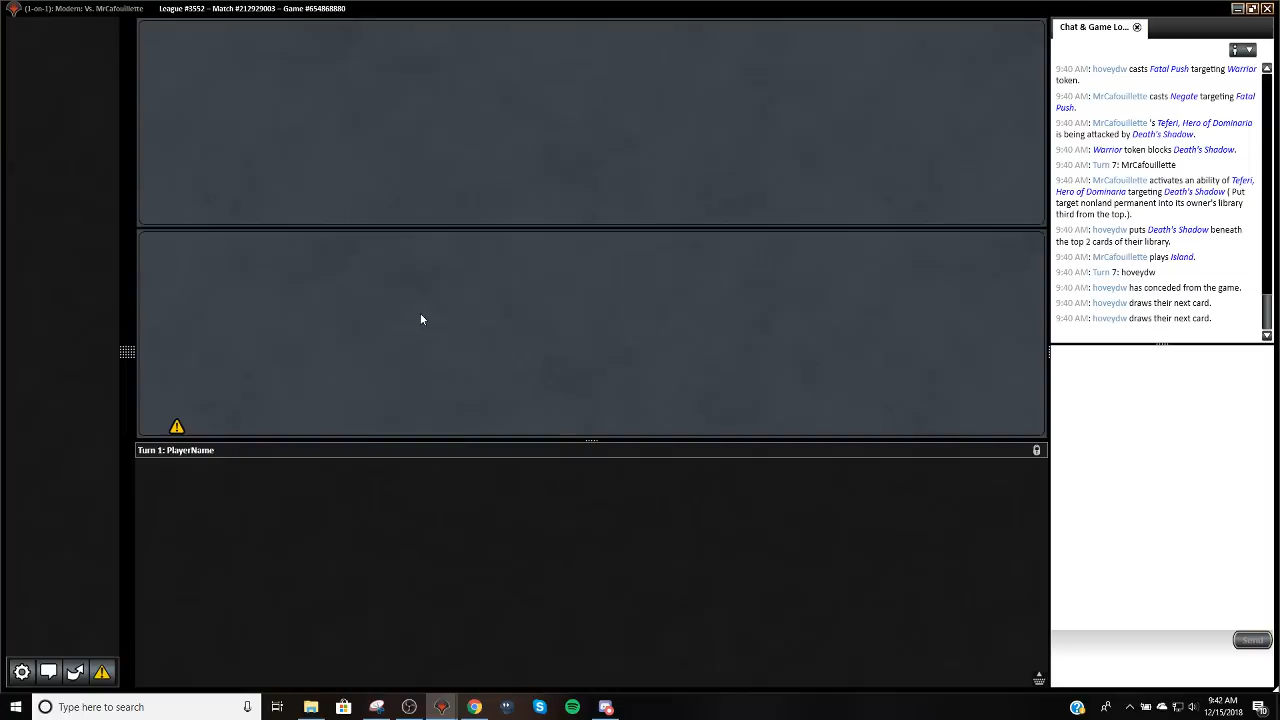 (1-on-1): Modern: Vs. MrCafouillette
League #3552 – Match #212929003 – Game #654868880
Chat & Game Lo...
9:40 AM: hoveydw casts Fatal Push targeting Warrior
token.
9:40 AM: MrCafouillette casts Negate targeting Fatal
Push.
9:40 AM: MrCafouillette 's Teferi, Hero of Dominaria
is being attacked by Death's Shadow.
9:40 AM: Warrior token blocks Death's Shadow.
9:40 AM: Turn 7: MrCafouillette
9:40 AM: MrCafouillette activates an ability of Teferi,
Hero of Dominaria targeting Death's Shadow ( Put
target nonland permanent into its owner's library
third from the top.).
9:40 AM: hoveydw puts Death's Shadow beneath
the top 2 cards of their library.
9:40 AM: MrCafouillette plays Island.
9:40 AM: Turn 7: hoveydw
9:40 AM: hoveydw has conceded from the game.
9:40 AM: hoveydw draws their next card.
9:40 AM: hoveydw draws their next card.
Turn 1: PlayerName
Send
Type here to search
9:42 AM
12/15/2018